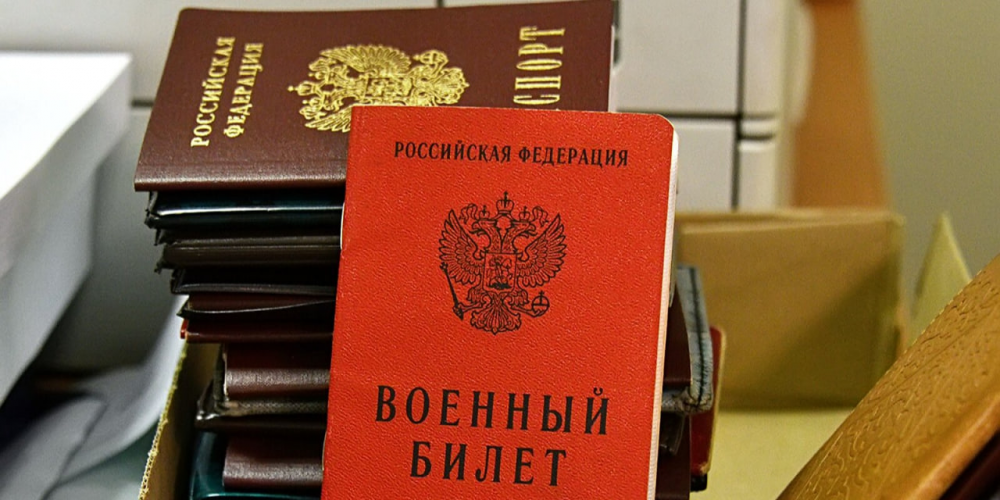 РОССИЙСКАЯ
ФЕДЕРАЦИЯ
СПОРТ
РОССИЙСКАЯ ФЕДЕРАЦИЯ
ВОЕННЫЙ
БИЛЕТ